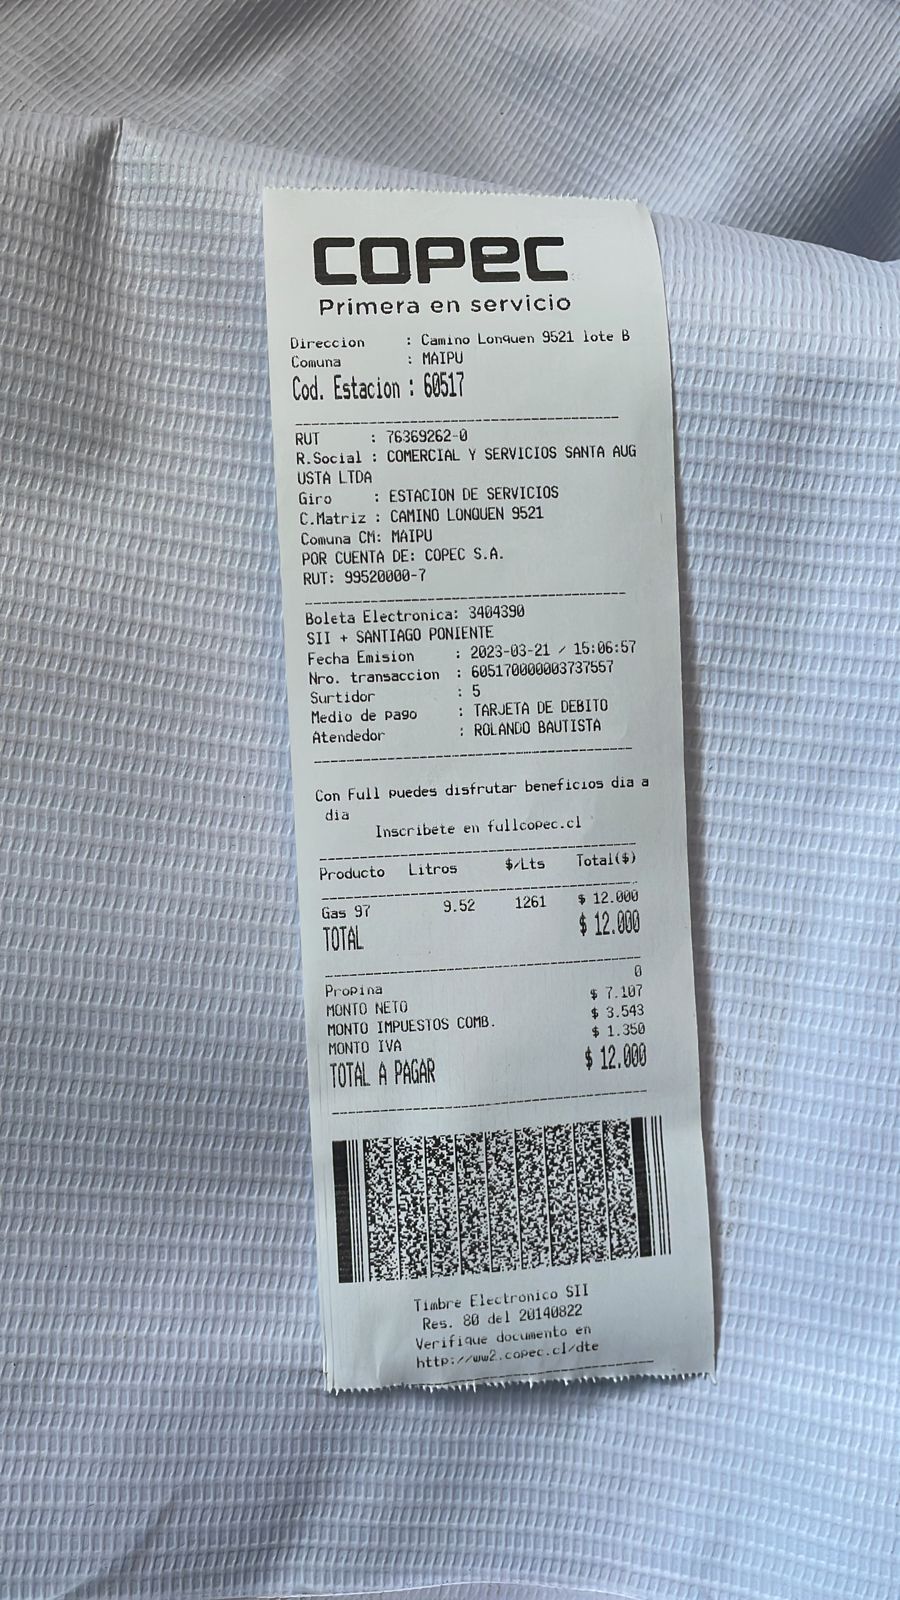 COPEC
Primera en servicio
Direccion : Camino Lonquen 9521 lote B
Comuna : MAIPU
Cod. Estacion : 60517
RUT : 76369262-0
R.Social : COMERCIAL Y SERVICIOS SANTA AUG
USTA LTDA
Giro : ESTACION DE SERVICIOS
C.Matriz : CAMINO LONQUEN 9521
Comuna CM: MAIPU
POR CUENTA DE: COPEC S.A.
RUT: 99520000-7
Boleta Electronica: 3404390
SII + SANTIAGO PONIENTE
Fecha Emision : 2023-03-21 / 15:06:57
Nro. transaccion : 605170000003737557
Surtidor : 5
Medio de pago : TARJETA DE DEBITO
Atendedor : ROLANDO BAUTISTA
Con Full puedes disfrutar beneficios dia a
dia
Inscribete en fullcopec.cl
Producto Litros $/Lts Total($)
Gas 97 9.52 1261 $ 12.000
TOTAL $ 12.000
Propina 0
MONTO NETO $ 7.107
MONTO IMPUESTOS COMB. $ 3.543
MONTO IVA $ 1.350
TOTAL A PAGAR $ 12.000
Timbre Electronico SII
Res. 80 del 20140822
Verifique documento en
http://ww2.copec.cl/dte